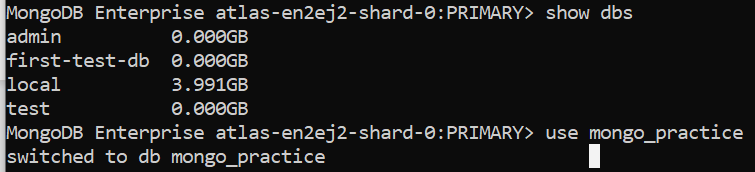 MongoDB Enterprise atlas-en2ej2-shard-0:PRIMARY> show dbs
admin          0.000GB
first-test-db  0.000GB
local          3.991GB
test           0.000GB
MongoDB Enterprise atlas-en2ej2-shard-0:PRIMARY> use mongo_practice
switched to db mongo_practice